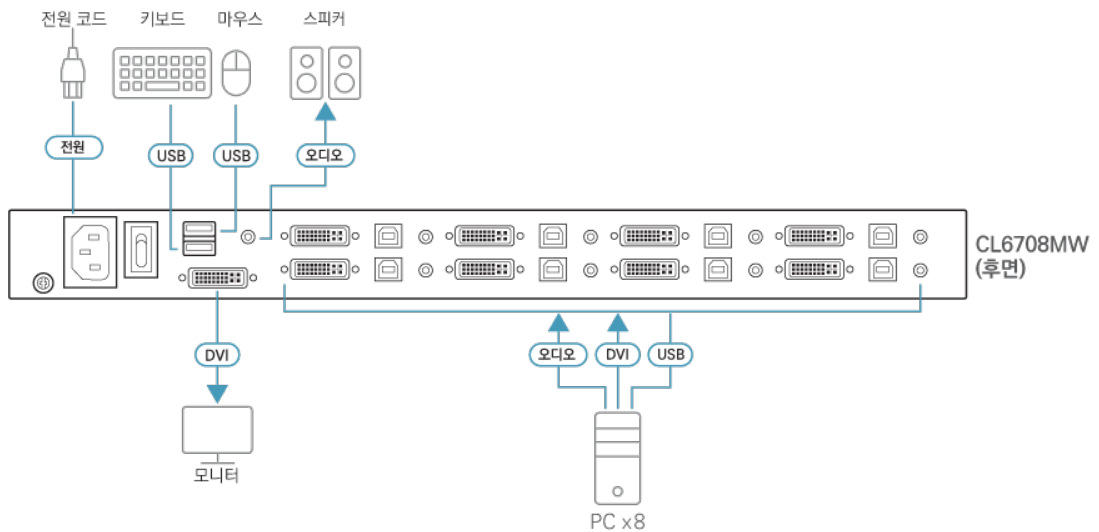 전원 코드
키보드
마우스
스피커
전원
USB
USB
오디오
CL6708MW
(후면)
DVI
오디오
DVI
USB
모니터
PC x8